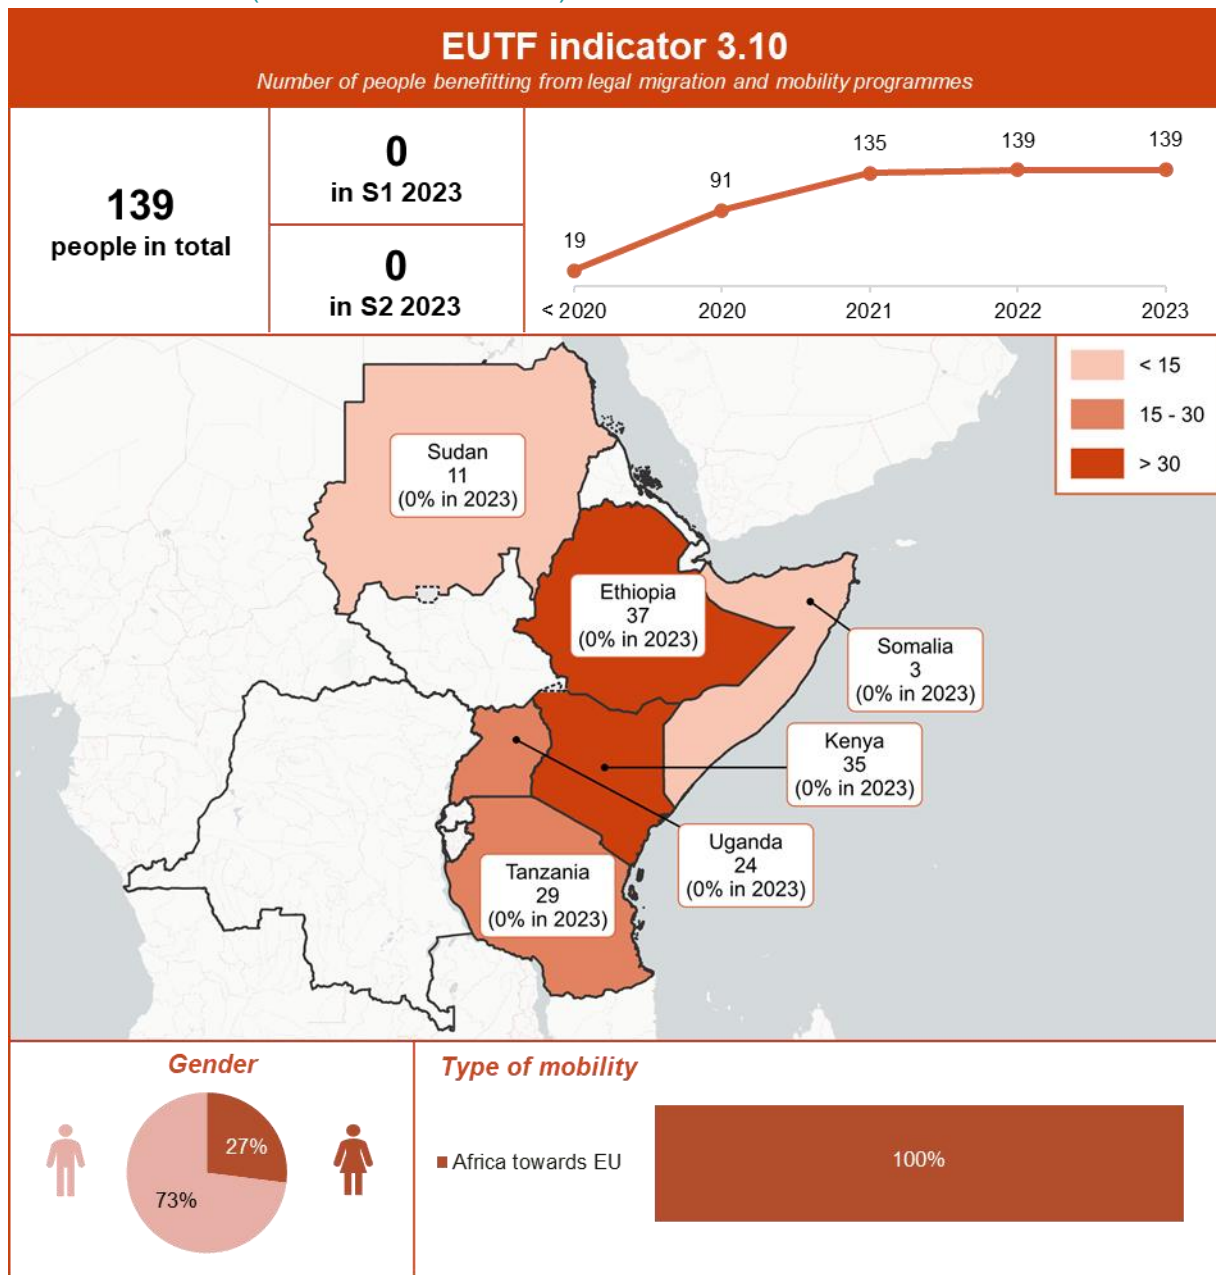 EUTF indicator 3.10
Number of people benefitting from legal migration and mobility programmes
139
people in total
0
in S1 2023
0
in S2 2023
19
91
135
139
139
< 2020
2020
2021
2022
2023
< 15
15 - 30
> 30
Sudan
11
(0% in 2023)
Ethiopia
37
(0% in 2023)
Somalia
3
(0% in 2023)
Kenya
35
(0% in 2023)
Uganda
24
(0% in 2023)
Tanzania
29
(0% in 2023)
Gender
27%
73%
Type of mobility
Africa towards EU
100%